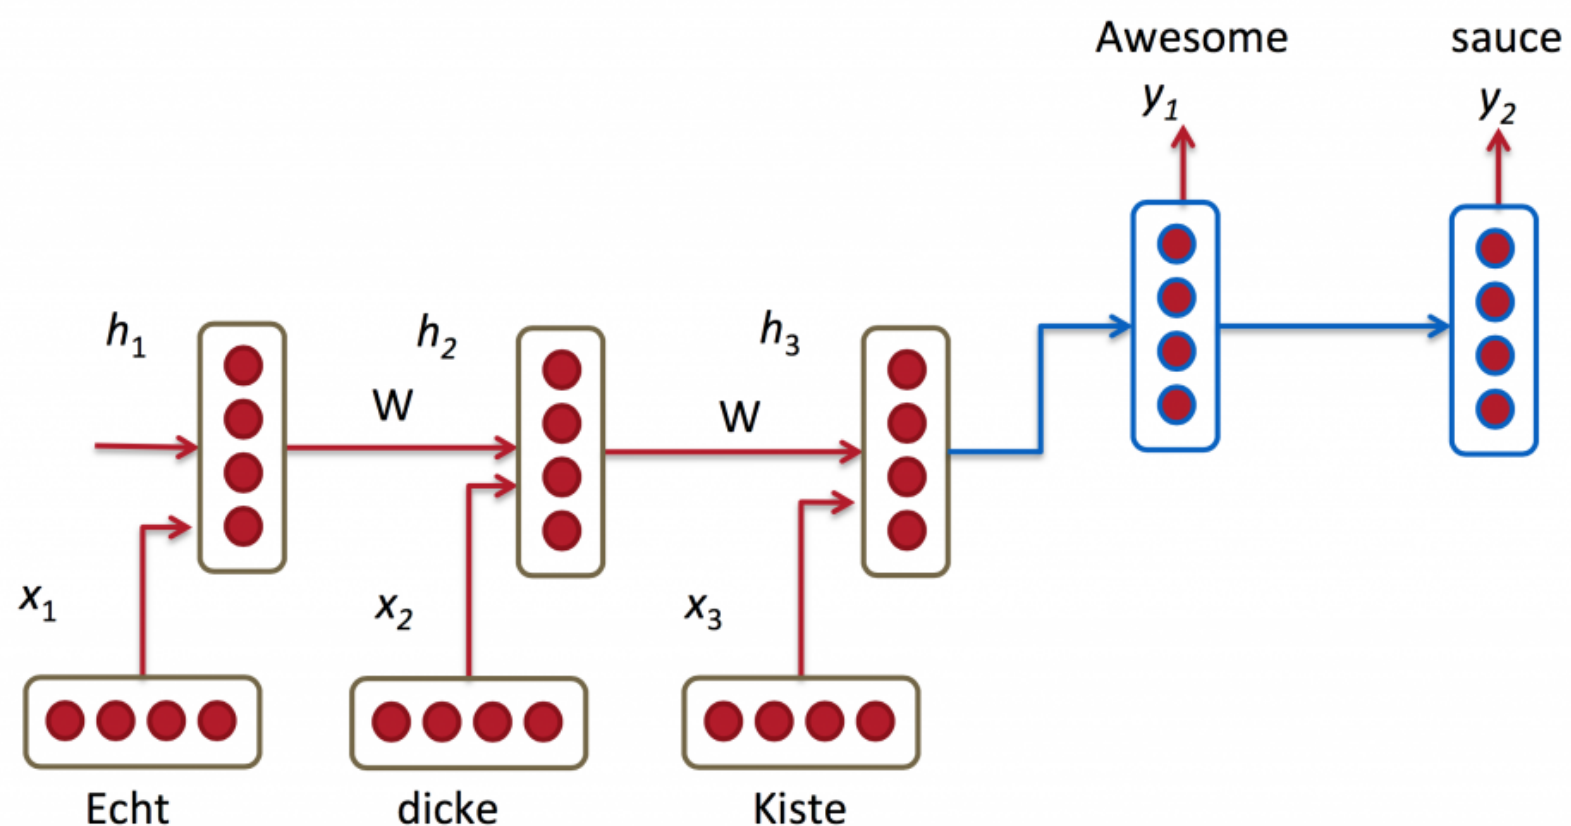 Awesome sauce
y1 y2
h1 h2 h3
W W
x1 x2 x3
Echt dicke Kiste